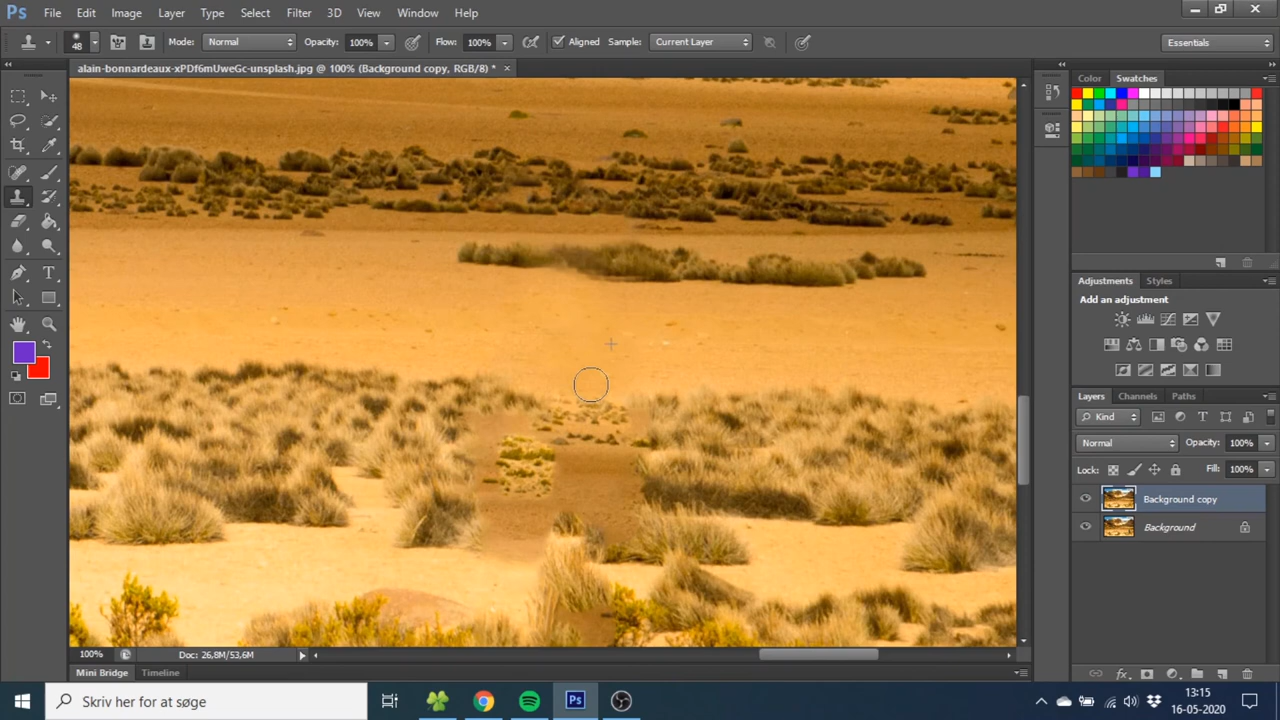 Ps File Edit Image Layer Type Select Filter 3D View Window Help
48 Mode: Normal Opacity: 100% Flow: 100% Aligned Sample: Current Layer Essentials
alain-bonnardeaux-xPDf6mUweGc-unsplash.jpg @ 100% (Background copy, RGB/8) * ×
Color Swatches
Adjustments Styles
Add an adjustment
Layers Channels Paths
Kind
Normal Opacity: 100%
Lock: Fill: 100%
Background copy
Background
100% Doc: 26,8M/53,6M
Mini Bridge Timeline
Skriv her for at søge
Ps
13:15
16-05-2020